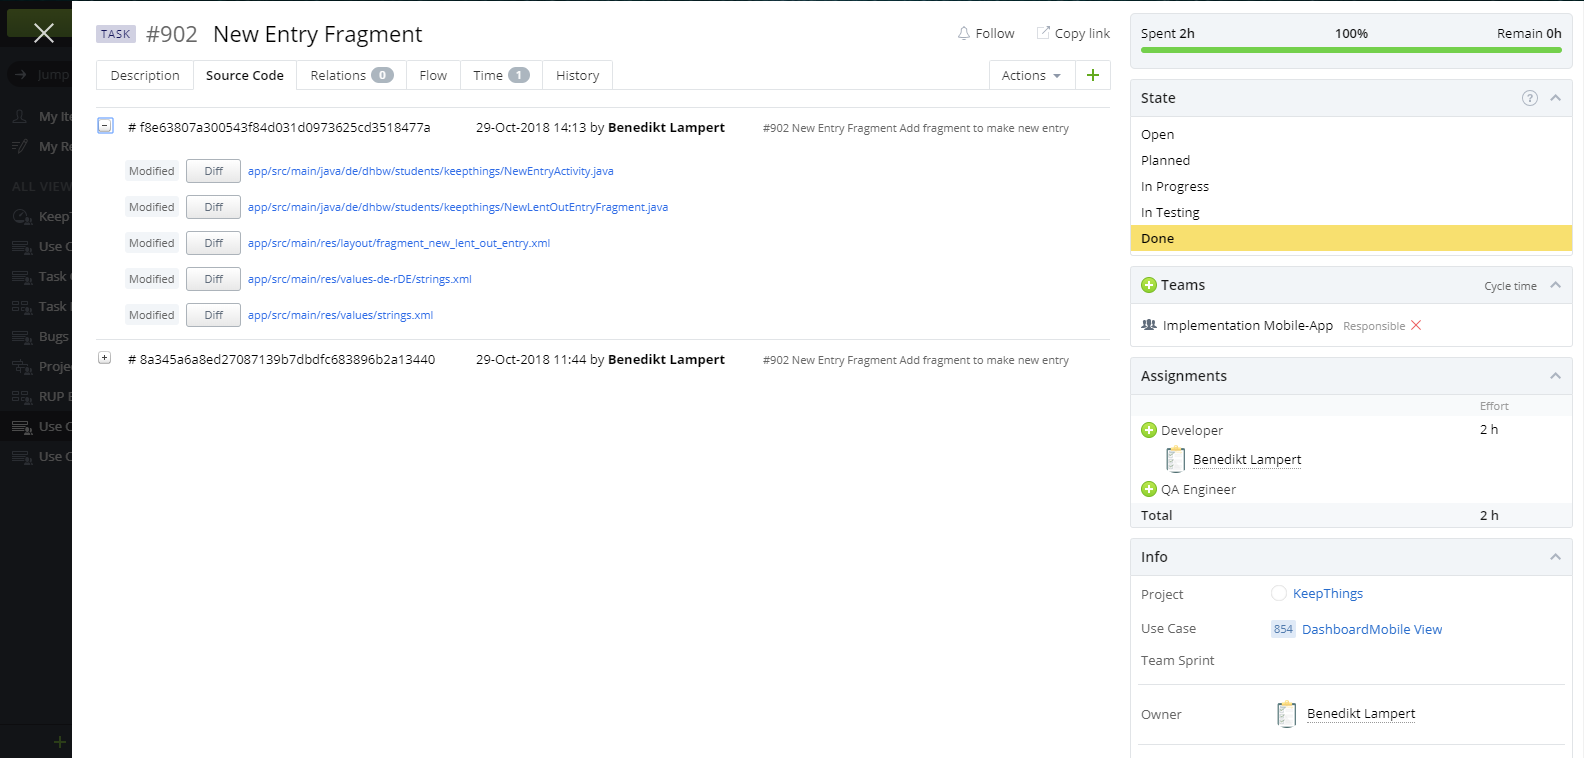 TASK #902 New Entry Fragment
Follow Copy link
Description Source Code Relations 0 Flow Time 1 History Actions
# f8e63807a300543f84d031d0973625cd3518477a 29-Oct-2018 14:13 by Benedikt Lampert #902 New Entry Fragment Add fragment to make new entry
Modified Diff app/src/main/java/de/dhbw/students/keepthings/NewEntryActivity.java
Modified Diff app/src/main/java/de/dhbw/students/keepthings/NewLentOutEntryFragment.java
Modified Diff app/src/main/res/layout/fragment_new_lent_out_entry.xml
Modified Diff app/src/main/res/values-de-rDE/strings.xml
Modified Diff app/src/main/res/values/strings.xml
# 8a345a6a8ed27087139b7dbdfc683896b2a13440 29-Oct-2018 11:44 by Benedikt Lampert #902 New Entry Fragment Add fragment to make new entry
Spent 2h 100% Remain 0h
State ?
Open
Planned
In Progress
In Testing
Done
Teams Cycle time
Implementation Mobile-App Responsible
Assignments
Effort
Developer 2 h
Benedikt Lampert
QA Engineer
Total 2 h
Info
Project KeepThings
Use Case 854 DashboardMobile View
Team Sprint
Owner Benedikt Lampert
Jump
My Ite
My Re
ALL VIEW
KeepT
Use C
Task
Task
Bugs
Projec
RUP
Use C
Use C